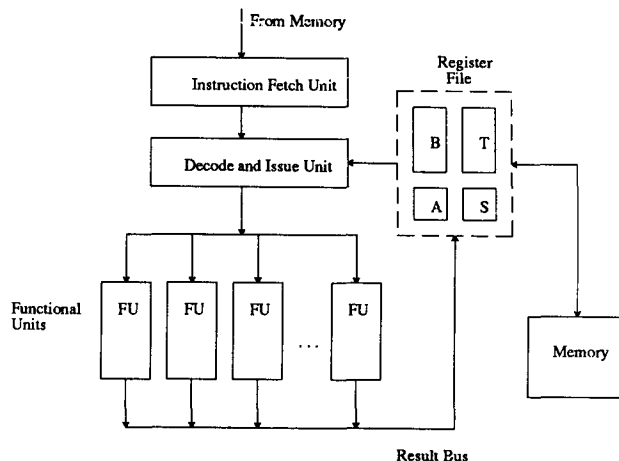 From Memory
Register
File
Instruction Fetch Unit
B T
Decode and Issue Unit
A S
Functional
Units
FU FU FU ... FU
Memory
Result Bus